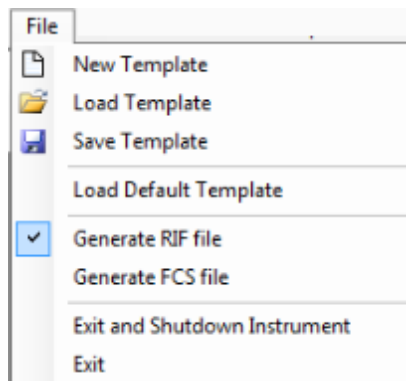 File
New Template
Load Template
Save Template
Load Default Template
Generate RIF file
Generate FCS file
Exit and Shutdown Instrument
Exit